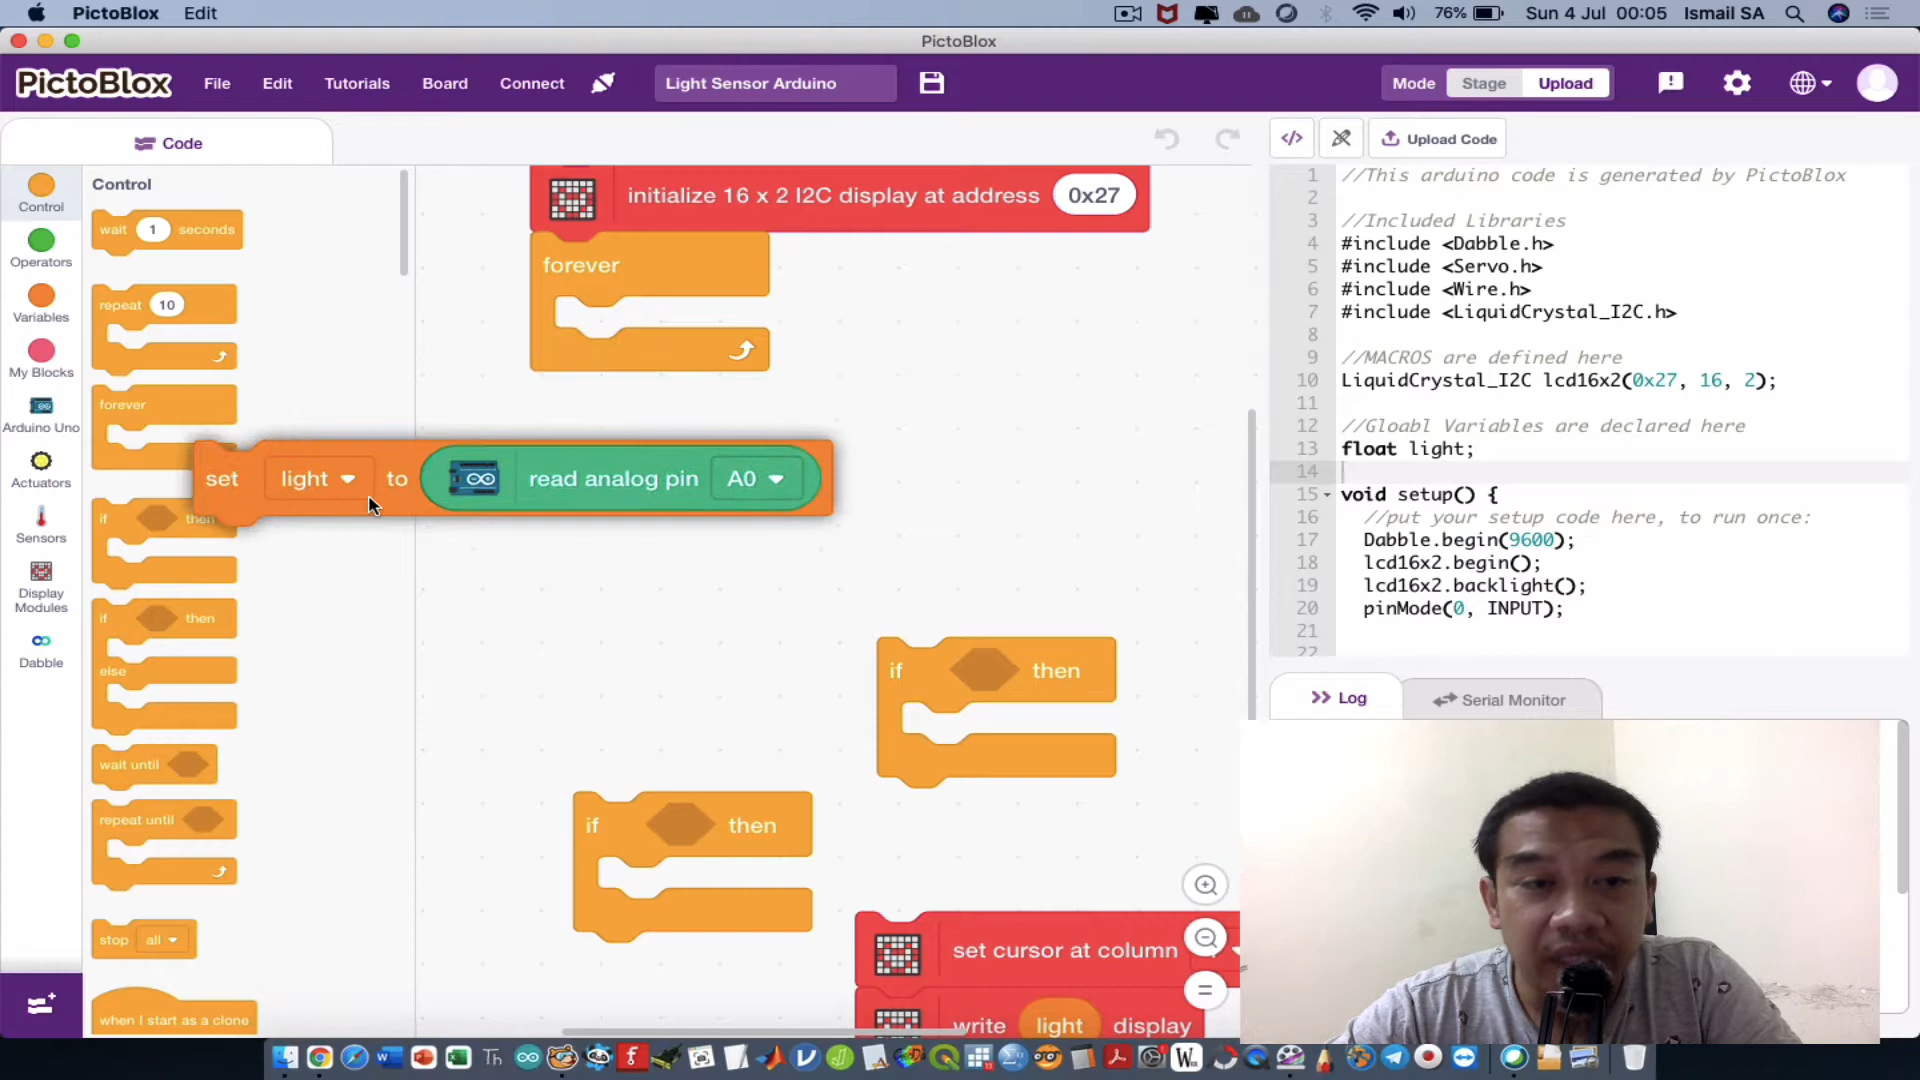 PictoBlox Edit 76% Sun 4 Jul 00:05 Ismail SA
PictoBlox
PictoBlox File Edit Tutorials Board Connect Light Sensor Arduino Mode Stage Upload
Code
Upload Code
Control
Operators
Variables
My Blocks
Arduino Uno
Actuators
Sensors
Display
Modules
Dabble
Control
wait 1 seconds
repeat 10
forever
if then
if then
else
wait until
repeat until
stop all
when I start as a clone
initialize 16 x 2 I2C display at address 0x27
forever
set light to read analog pin A0
if then
if then
set cursor at column
write light display
1 //This arduino code is generated by PictoBlox
2
3 //Included Libraries
4 #include <Dabble.h>
5 #include <Servo.h>
6 #include <Wire.h>
7 #include <LiquidCrystal_I2C.h>
8
9 //MACROS are defined here
10 LiquidCrystal_I2C lcd16x2(0x27, 16, 2);
11
12 //Gloabl Variables are declared here
13 float light;
14
15 void setup() {
16 //put your setup code here, to run once:
17 Dabble.begin(9600);
18 lcd16x2.begin();
19 lcd16x2.backlight();
20 pinMode(0, INPUT);
21
22
Log Serial Monitor